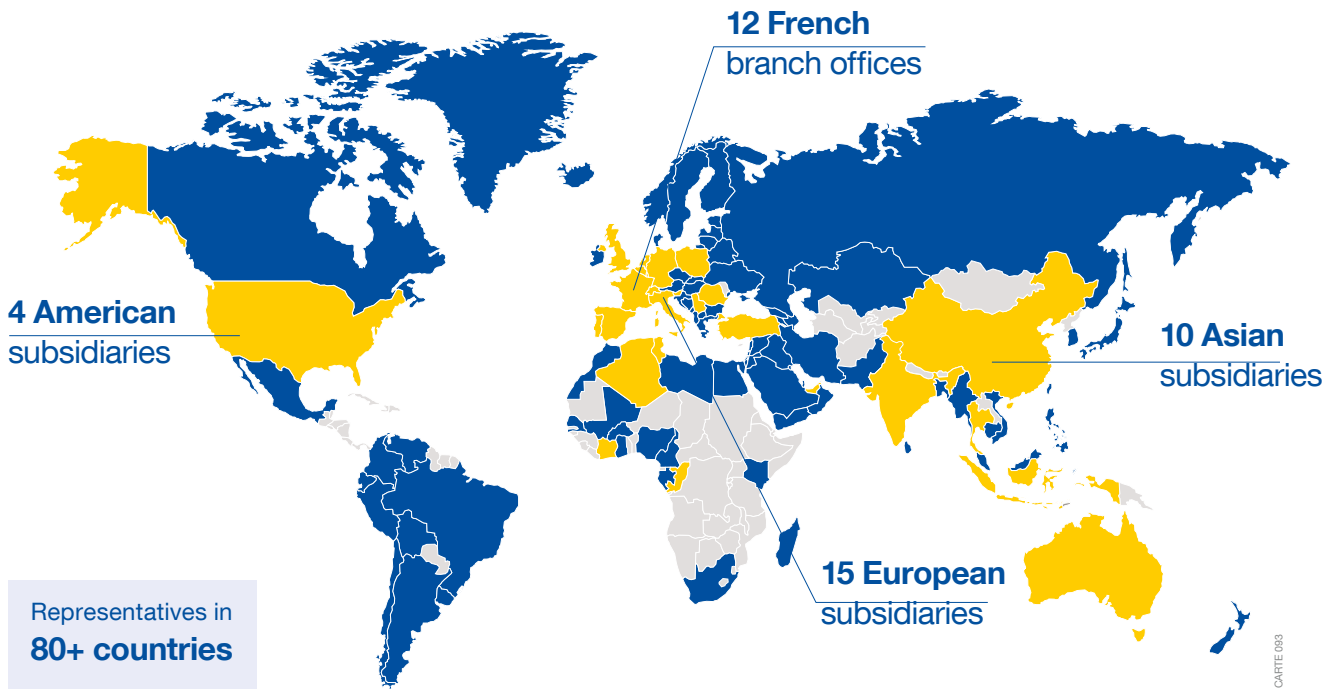 12 French
branch offices
4 American
subsidiaries
10 Asian
subsidiaries
15 European
subsidiaries
Representatives in
80+ countries
CARTE 093